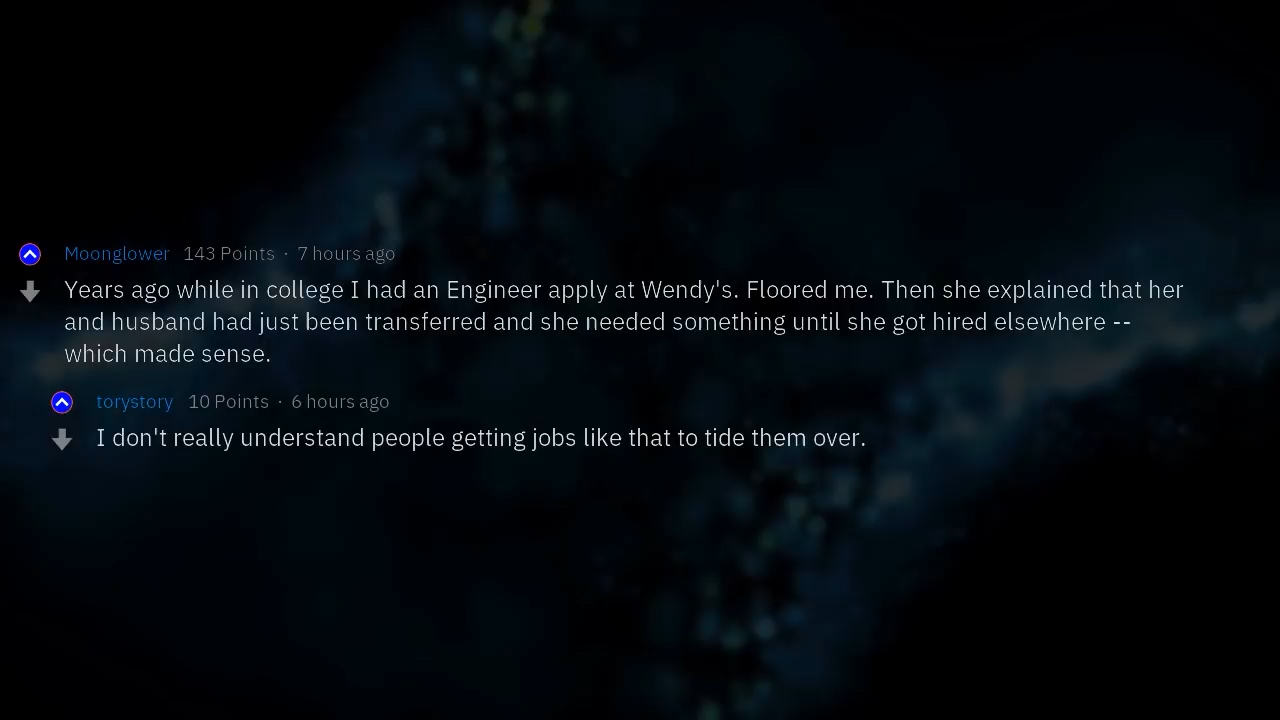 Moonglower 143 Points · 7 hours ago
Years ago while in college I had an Engineer apply at Wendy's. Floored me. Then she explained that her
and husband had just been transferred and she needed something until she got hired elsewhere --
which made sense.
torystory 10 Points · 6 hours ago
I don't really understand people getting jobs like that to tide them over.